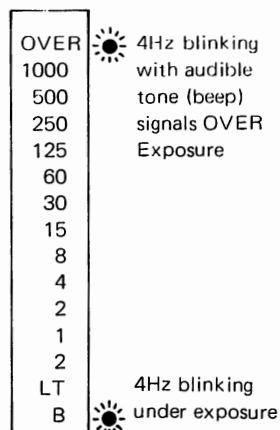 OVER 4Hz blinking
1000 with audible
500 tone (beep)
250 signals OVER
125 Exposure
60
30
15
8
4
2
1
2
LT 4Hz blinking
B under exposure